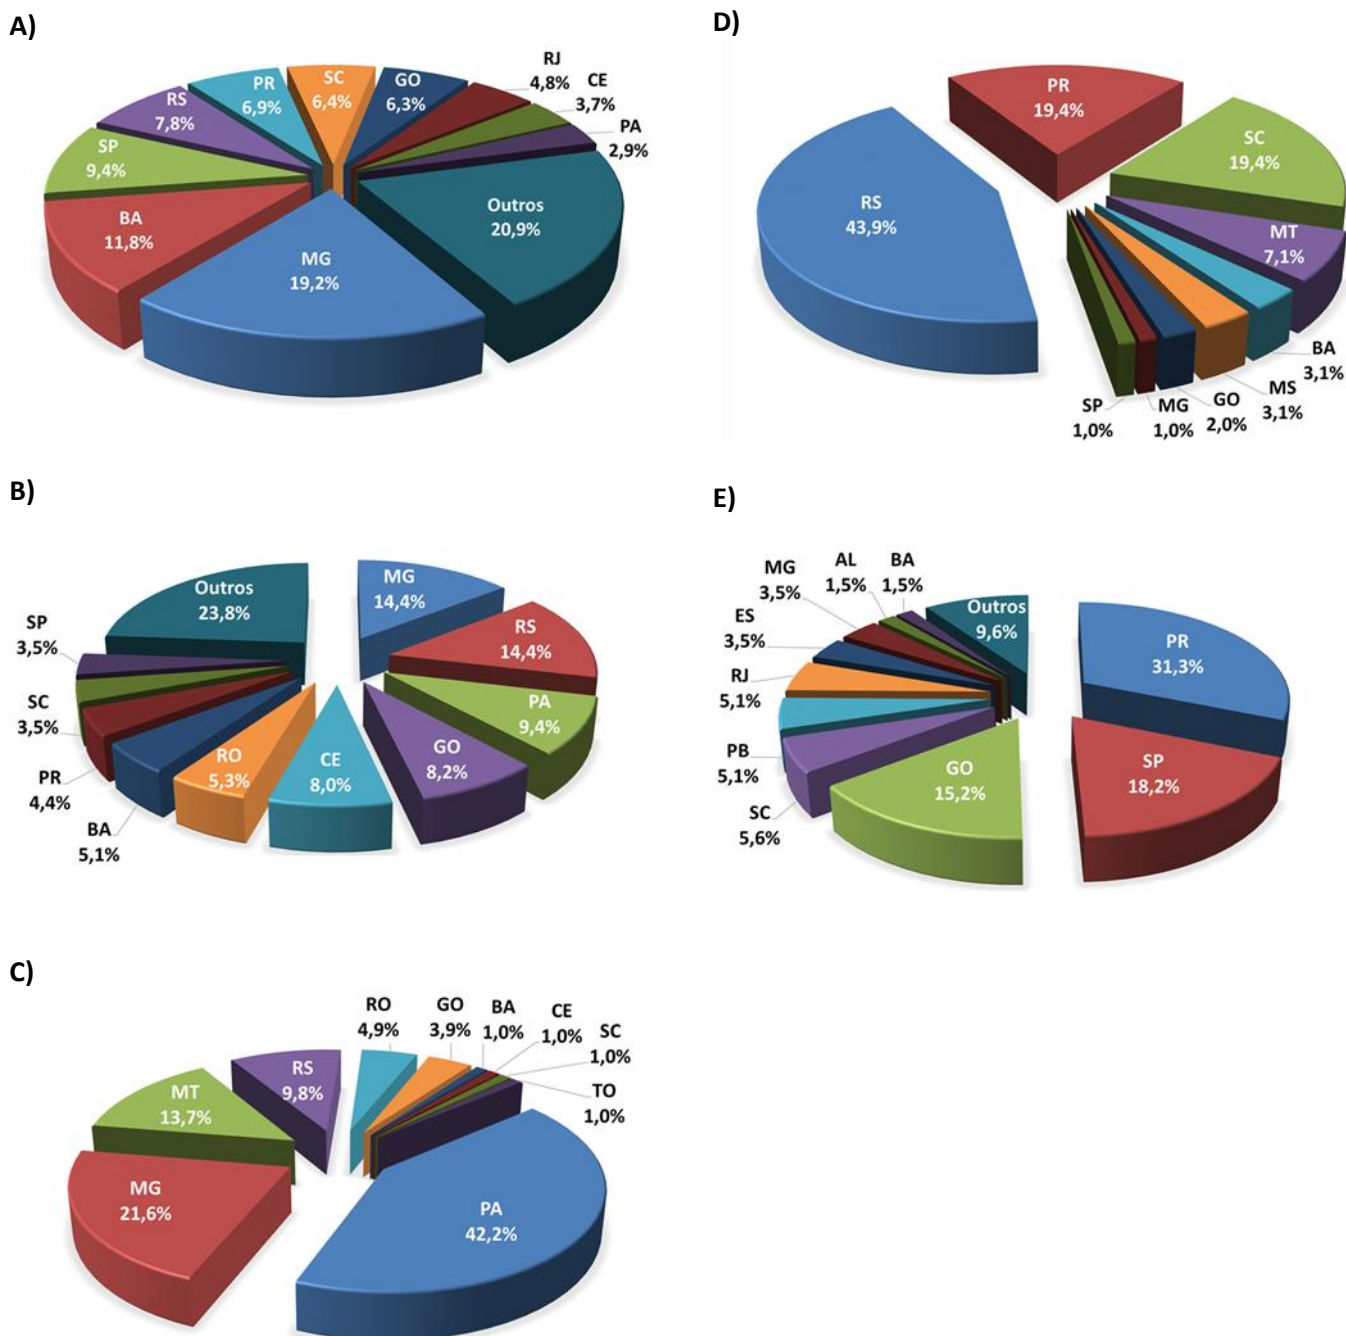 A)
MG
19,2%
BA
11,8%
SP
9,4%
RS
7,8%
PR
6,9%
SC
6,4%
GO
6,3%
RJ
4,8%
CE
3,7%
PA
2,9%
Outros
20,9%
B)
MG
14,4%
RS
14,4%
PA
9,4%
GO
8,2%
CE
8,0%
RO
5,3%
BA
5,1%
PR
4,4%
SC
3,5%
SP
3,5%
Outros
23,8%
C)
PA
42,2%
MG
21,6%
MT
13,7%
RS
9,8%
RO
4,9%
GO
3,9%
BA
1,0%
CE
1,0%
SC
1,0%
TO
1,0%
D)
RS
43,9%
PR
19,4%
SC
19,4%
MT
7,1%
BA
3,1%
MS
3,1%
GO
2,0%
MG
1,0%
SP
1,0%
E)
PR
31,3%
SP
18,2%
GO
15,2%
SC
5,6%
PB
5,1%
RJ
5,1%
ES
3,5%
MG
3,5%
AL
1,5%
BA
1,5%
Outros
9,6%